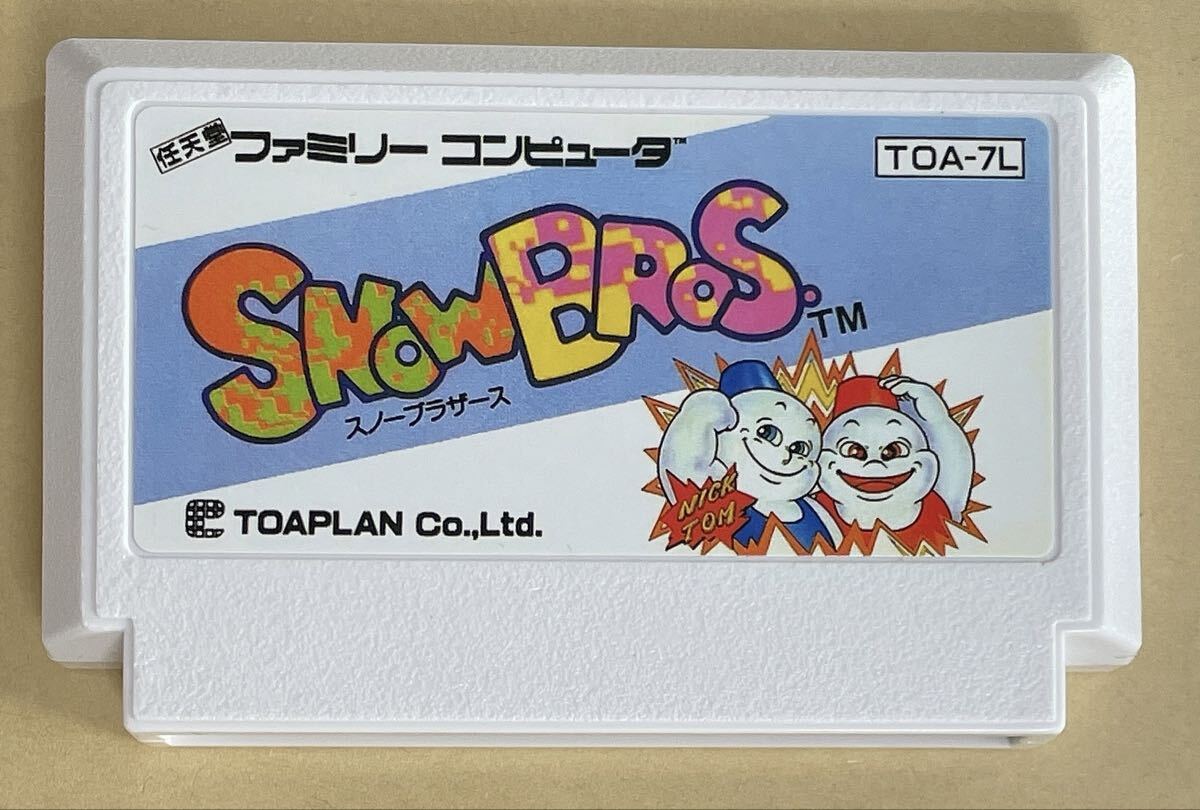 任天堂 ファミリー コンピュータ™
TOA-7L
SNOW BROS.™
スノーブラザース
NICK
TOM
TOAPLAN Co.,Ltd.